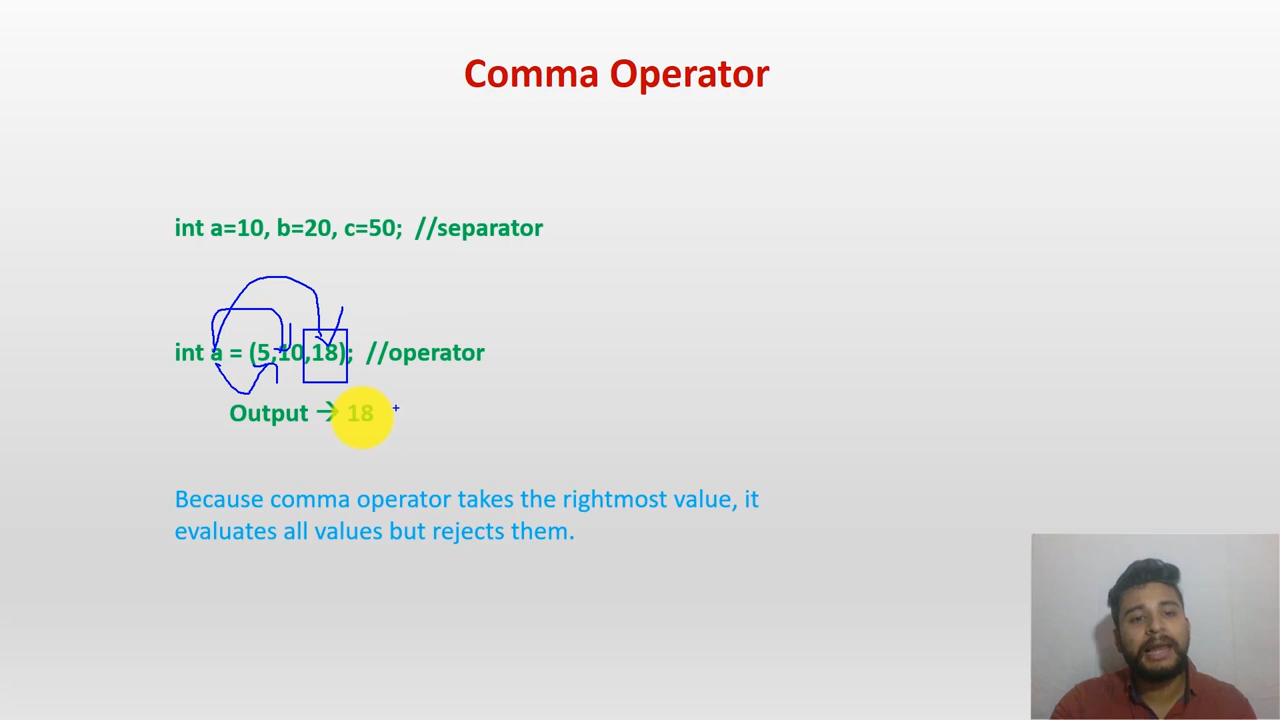 Comma Operator
int a=10, b=20, c=50; //separator
int a = (5,10,18); //operator
Output → 18
Because comma operator takes the rightmost value, it
evaluates all values but rejects them.